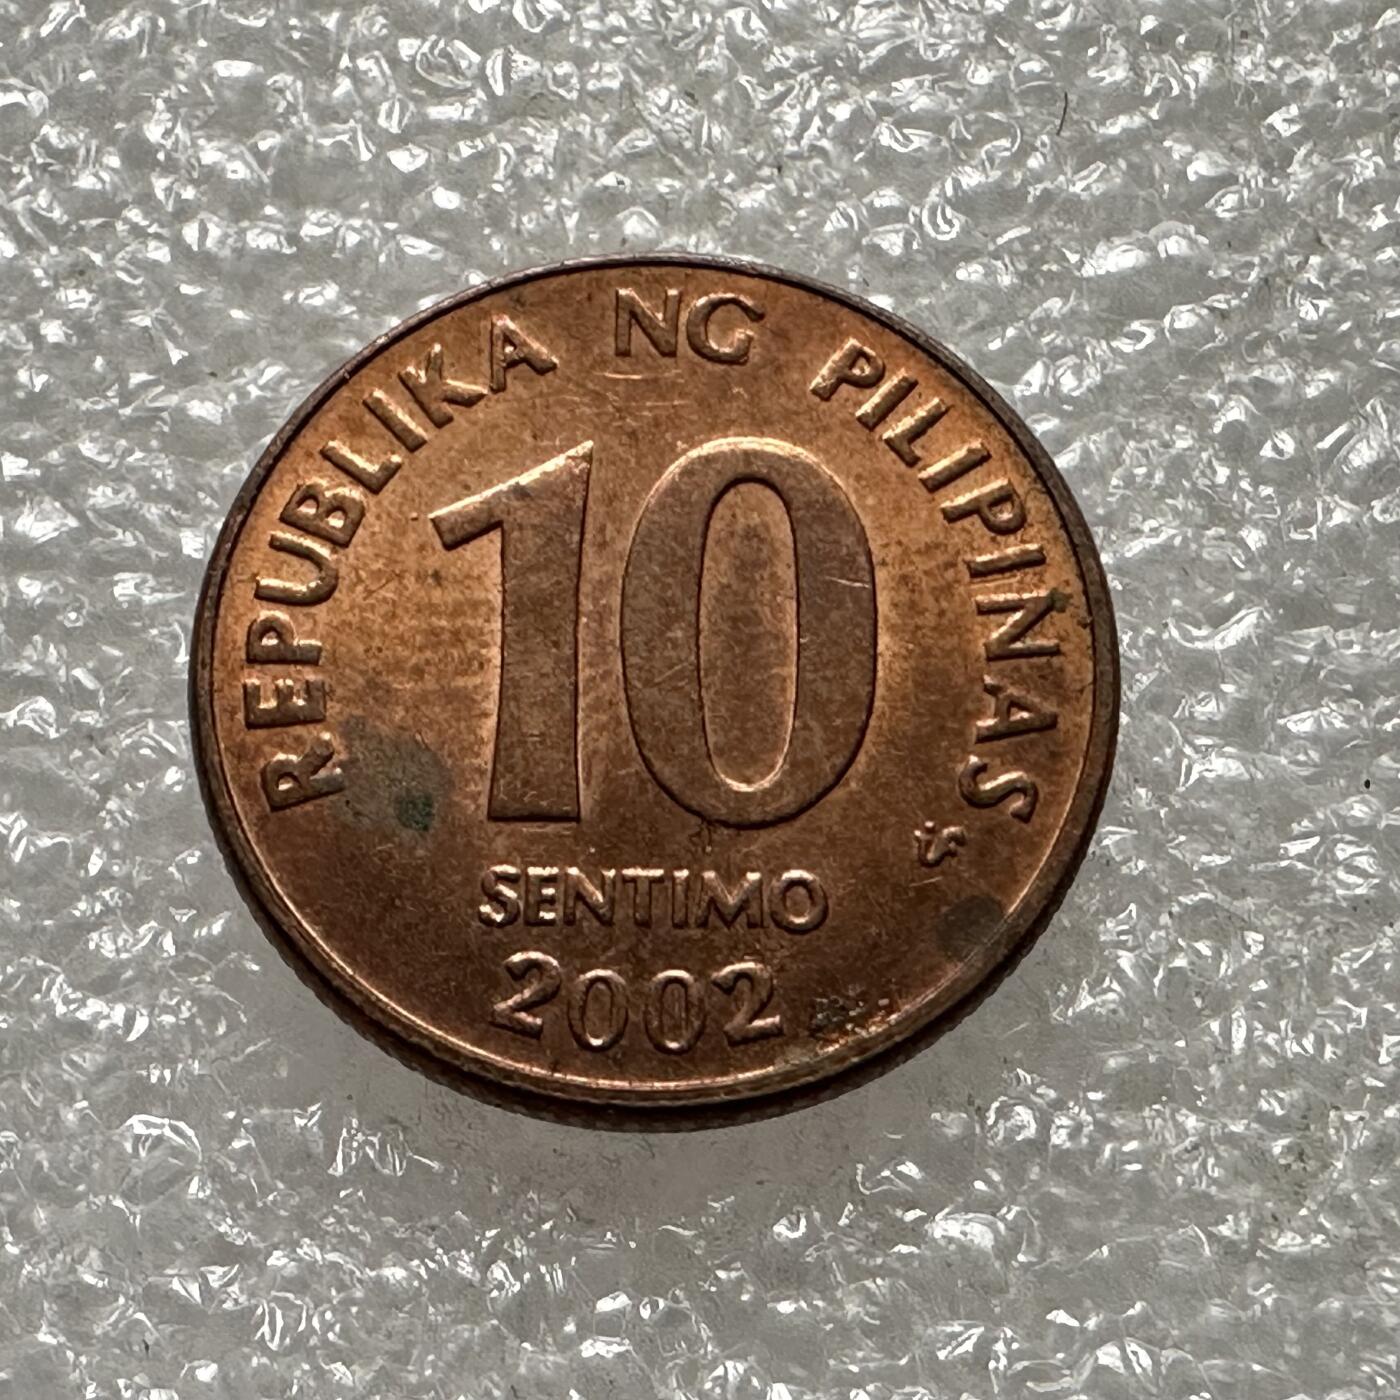 REPUBLIKA NG PILIPINAS
10
SENTIMO
2002